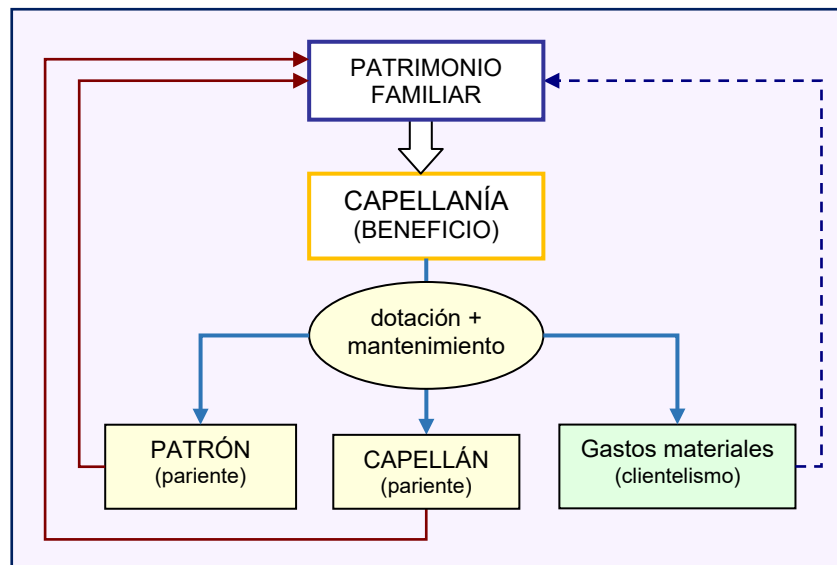 PATRIMONIO
FAMILIAR
CAPELLANÍA
(BENEFICIO)
dotación +
mantenimiento
PATRÓN
(pariente)
CAPELLÁN
(pariente)
Gastos materiales
(clientelismo)